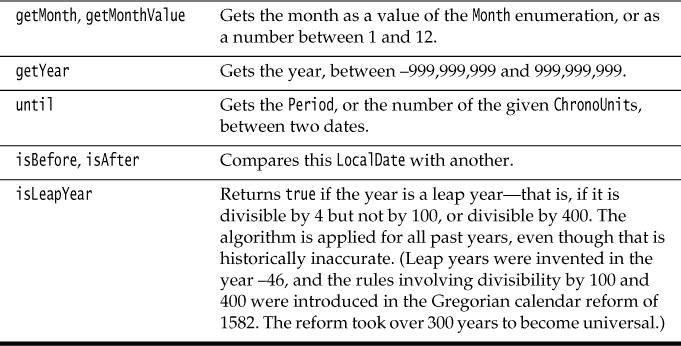 getMonth, getMonthValue Gets the month as a value of the Month enumeration, or as
a number between 1 and 12.
getYear Gets the year, between –999,999,999 and 999,999,999.
until Gets the Period, or the number of the given ChronoUnits,
between two dates.
isBefore, isAfter Compares this LocalDate with another.
isLeapYear Returns true if the year is a leap year—that is, if it is
divisible by 4 but not by 100, or divisible by 400. The
algorithm is applied for all past years, even though that is
historically inaccurate. (Leap years were invented in the
year –46, and the rules involving divisibility by 100 and
400 were introduced in the Gregorian calendar reform of
1582. The reform took over 300 years to become universal.)